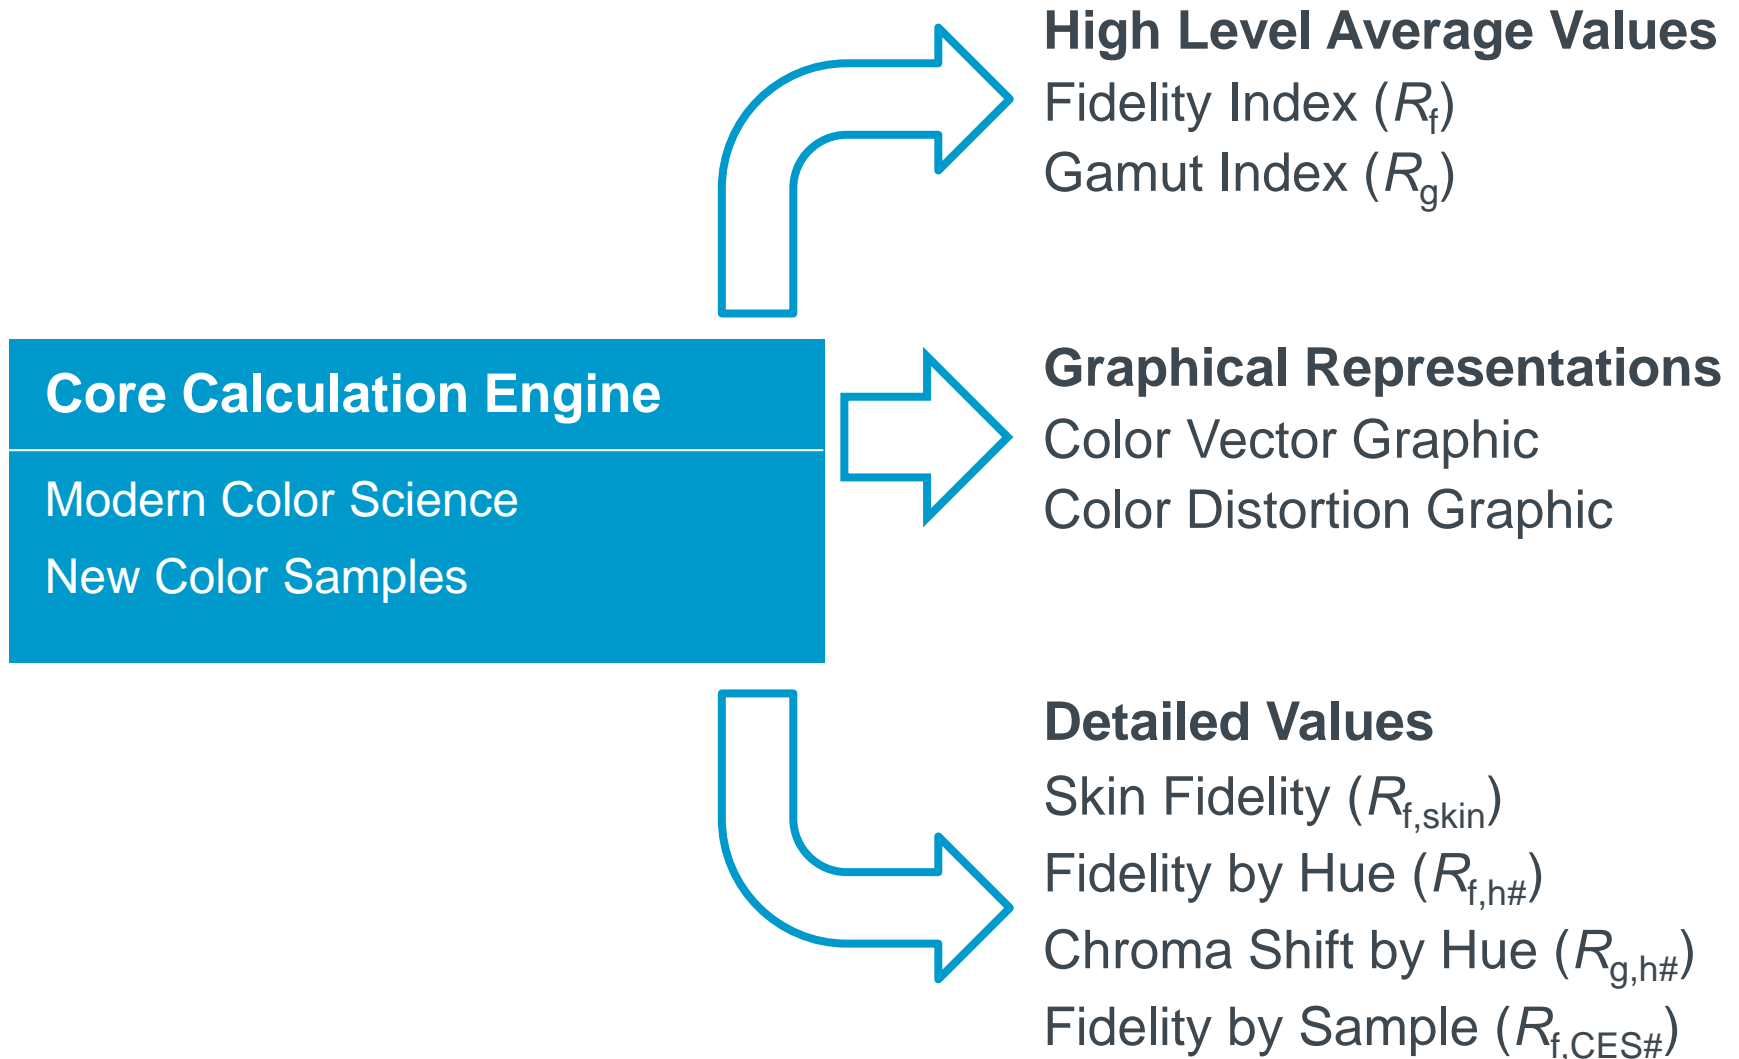 High Level Average Values
Fidelity Index (Rf)
Gamut Index (Rg)
Core Calculation Engine
Modern Color Science
New Color Samples
Graphical Representations
Color Vector Graphic
Color Distortion Graphic
Detailed Values
Skin Fidelity (Rf,skin)
Fidelity by Hue (Rf,h#)
Chroma Shift by Hue (Rg,h#)
Fidelity by Sample (Rf,CES#)